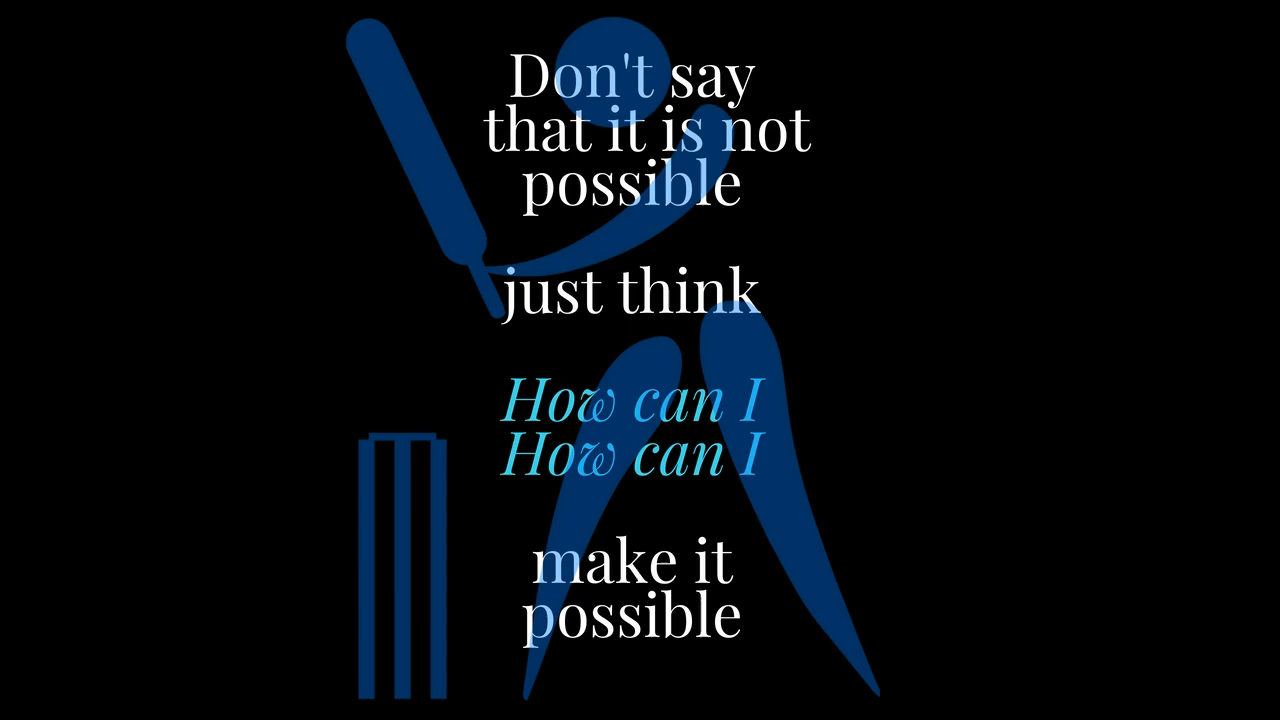 Don't say
that it is not
possible
just think
How can I
How can I
make it
possible